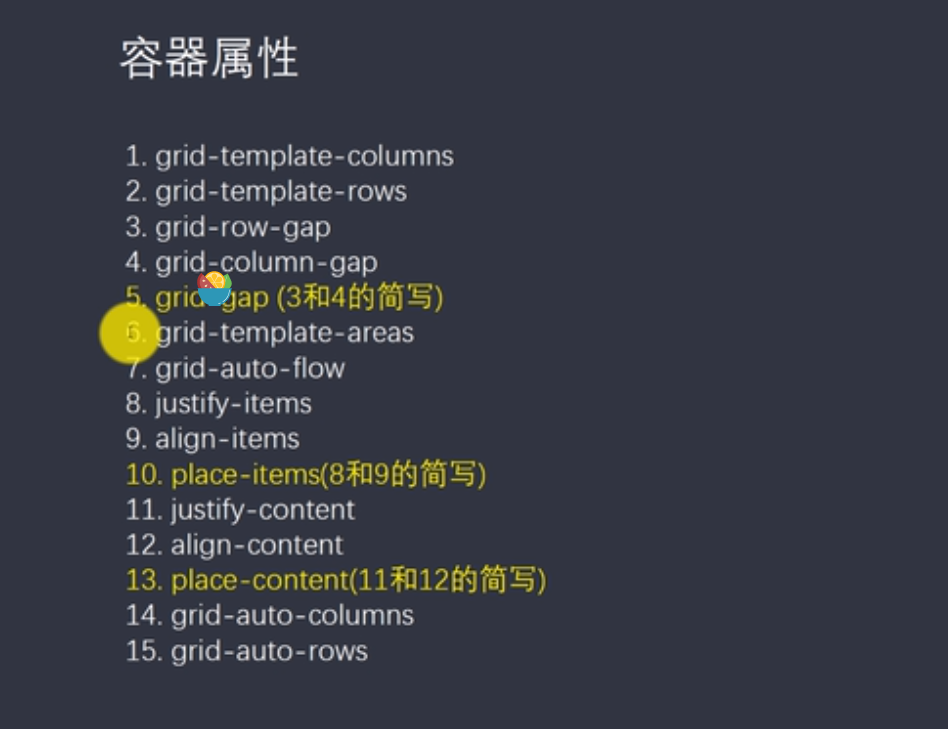 容器属性
1. grid-template-columns
2. grid-template-rows
3. grid-row-gap
4. grid-column-gap
5. grid-gap (3和4的简写)
6. grid-template-areas
7. grid-auto-flow
8. justify-items
9. align-items
10. place-items(8和9的简写)
11. justify-content
12. align-content
13. place-content(11和12的简写)
14. grid-auto-columns
15. grid-auto-rows